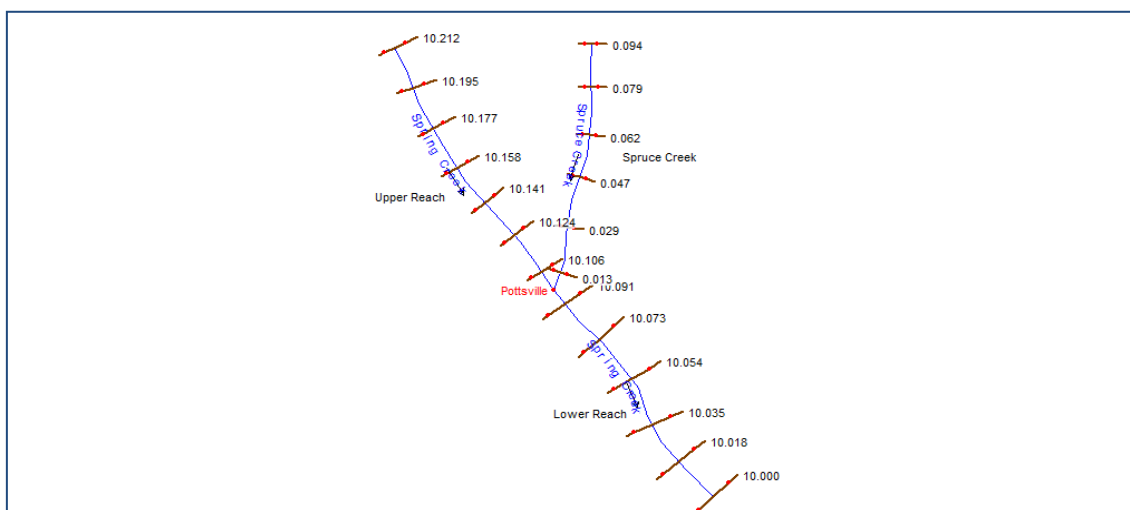 10.212
0.094
10.195
0.079
10.177
Spring Creek
Spruce Creek
0.062
10.158
Spruce Creek
0.047
Upper Reach
10.141
10.124
0.029
10.106
0.013
Pottsville
10.091
10.073
Spring Creek
10.054
Lower Reach
10.035
10.018
10.000